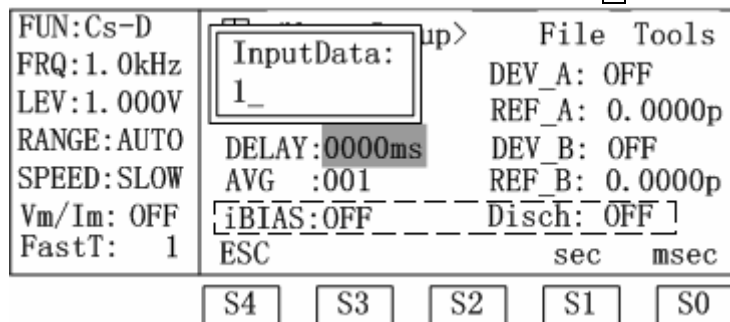 FUN:Cs-D
FRQ:1.0kHz
LEV:1.000V
RANGE:AUTO
SPEED:SLOW
Vm/Im: OFF
FastT: 1
InputData:
1_
up> File Tools
DEV_A: OFF
REF_A: 0.0000p
DELAY:0000ms DEV_B: OFF
AVG :001 REF_B: 0.0000p
iBIAS:OFF Disch: OFF
ESC sec msec
S4 S3 S2 S1 S0